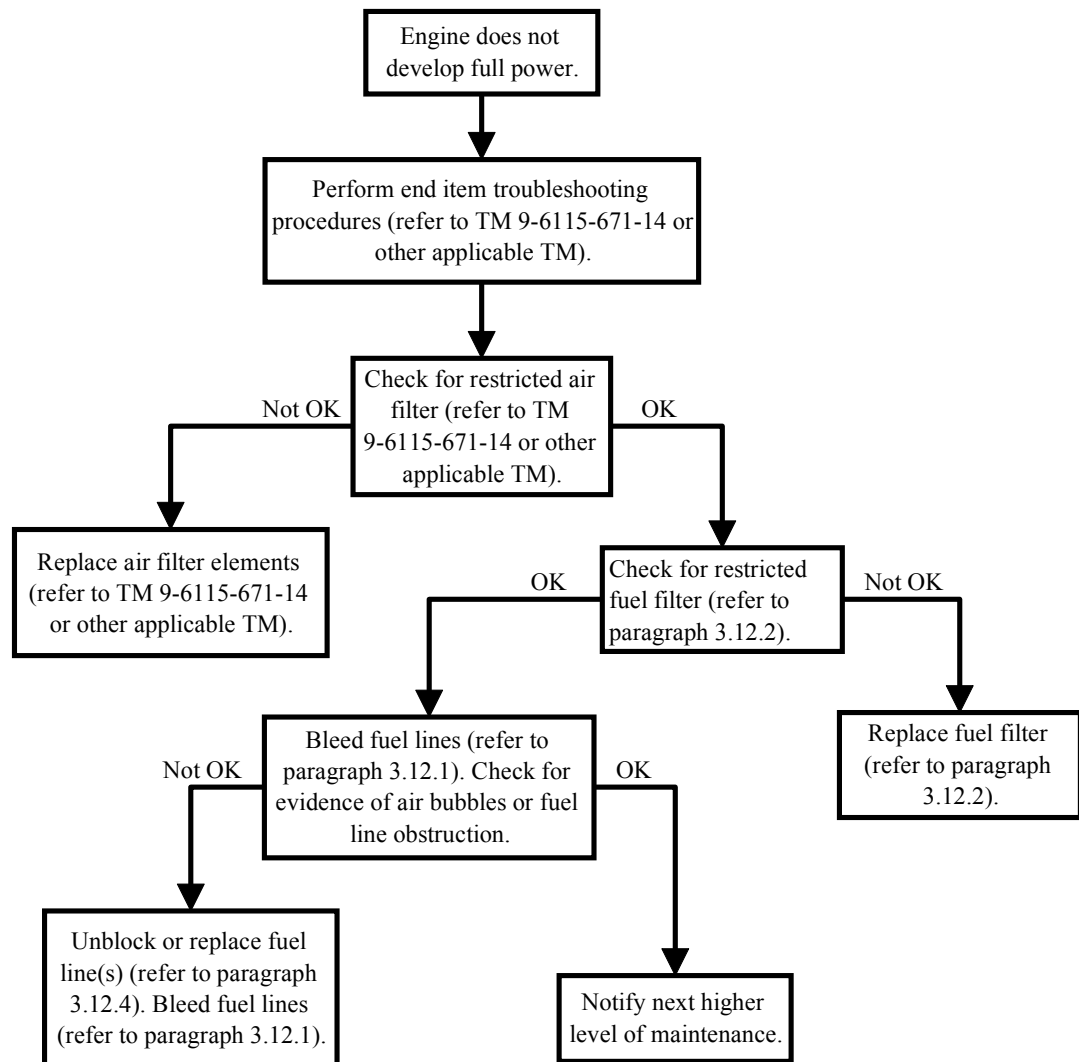 Engine does not
develop full power.
Perform end item troubleshooting
procedures (refer to TM 9-6115-671-14 or
other applicable TM).
Check for restricted air
filter (refer to TM
9-6115-671-14 or other
applicable TM).
Not OK
OK
Replace air filter elements
(refer to TM 9-6115-671-14
or other applicable TM).
Check for restricted
fuel filter (refer to
paragraph 3.12.2).
OK
Not OK
Bleed fuel lines (refer to
paragraph 3.12.1). Check for
evidence of air bubbles or fuel
line obstruction.
Replace fuel filter
(refer to paragraph
3.12.2).
Not OK
OK
Unblock or replace fuel
line(s) (refer to paragraph
3.12.4). Bleed fuel lines
(refer to paragraph 3.12.1).
Notify next higher
level of maintenance.